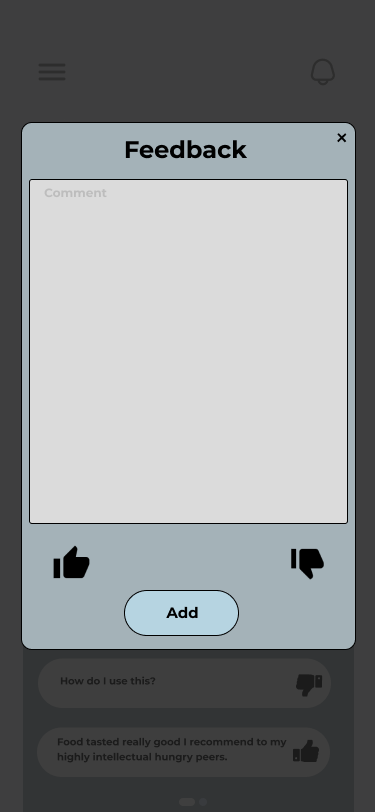 Feedback
×
Comment
Add
How do I use this?
Food tasted really good I recommend to my
highly intellectual hungry peers.